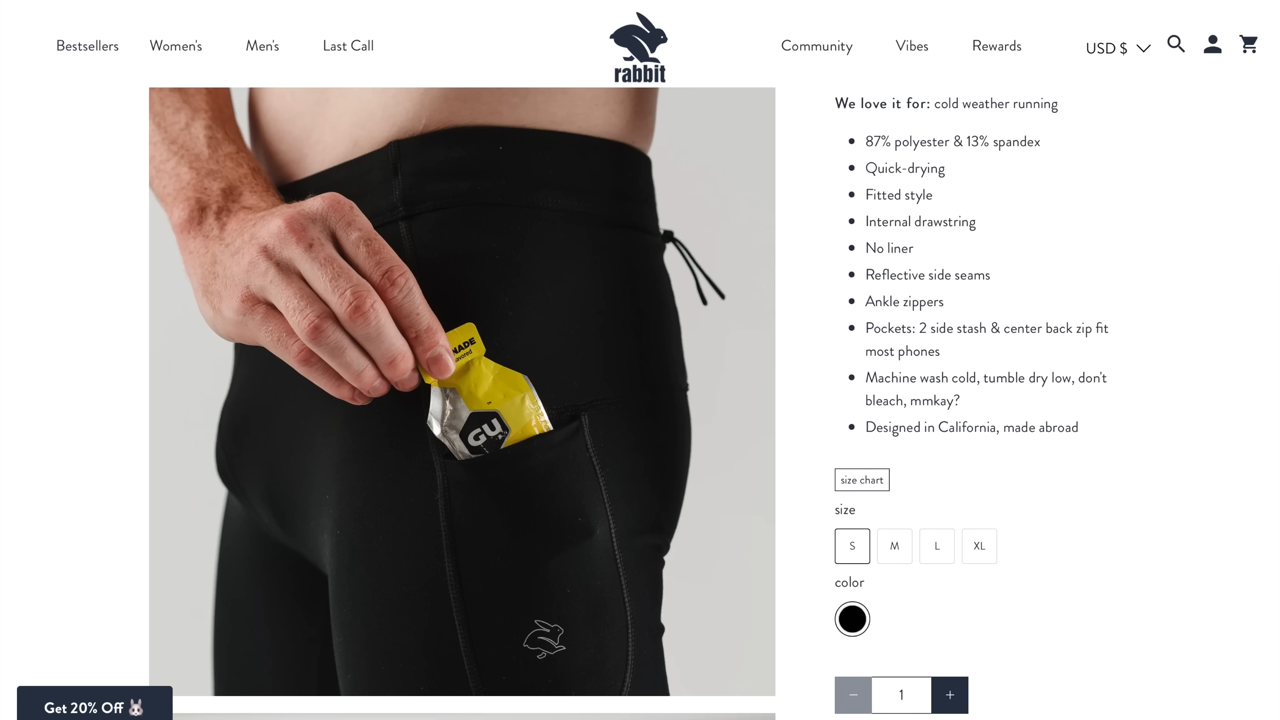 Bestsellers
Women's
Men's
Last Call
rabbit
Community
Vibes
Rewards
USD $
We love it for: cold weather running
87% polyester & 13% spandex
Quick-drying
Fitted style
Internal drawstring
No liner
Reflective side seams
Ankle zippers
Pockets: 2 side stash & center back zip fit
most phones
Machine wash cold, tumble dry low, don't
bleach, mmkay?
Designed in California, made abroad
GU
size chart
size
S
M
L
XL
color
1
Get 20% Off